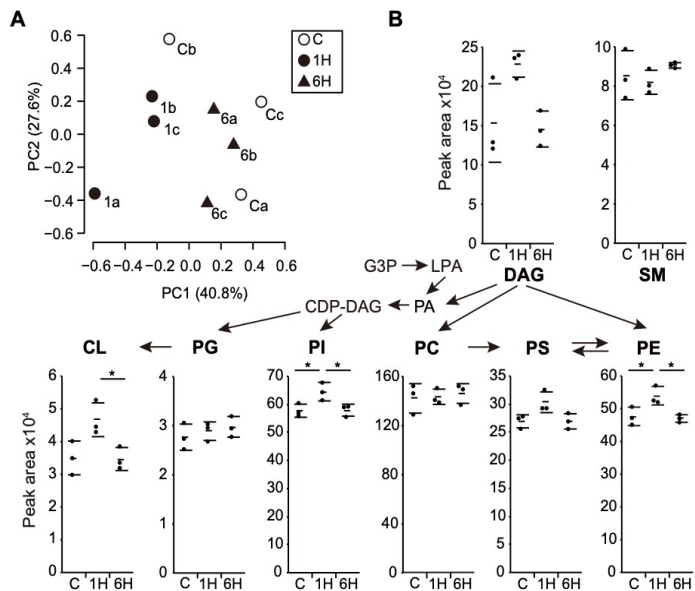 A
B
PC2 (27.6%)
0.6
0.4
0.2
0.0
−0.2
−0.4
−0.6
Cb
1b
1c
1a
6a
Cc
6b
6c
Ca
C
1H
6H
−0.6 −0.4 −0.2 0.0 0.2 0.4 0.6
PC1 (40.8%)
Peak area x10⁴
25
20
15
10
5
0
C 1H 6H
DAG
10
8
6
4
2
0
C 1H 6H
SM
G3P LPA
CDP-DAG PA
CL PG PI PC PS PE
Peak area x10⁴
6
5
4
3
2
1
0
*
C 1H 6H
4
3
2
1
0
C 1H 6H
70
60
50
40
30
20
10
0
* *
C 1H 6H
160
120
80
40
0
C 1H 6H
35
30
25
20
15
10
5
0
C 1H 6H
60
50
40
30
20
10
0
* *
C 1H 6H